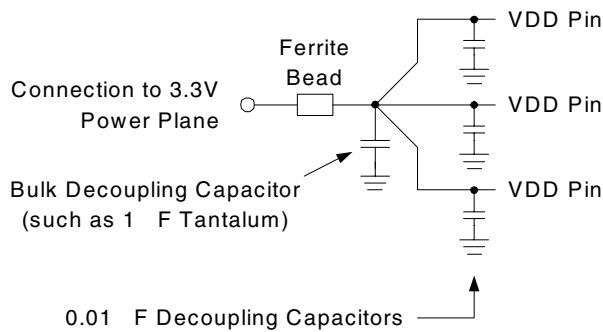 VDD Pin
Ferrite
Bead
Connection to 3.3V
Power Plane
VDD Pin
Bulk Decoupling Capacitor
(such as 1 F Tantalum)
VDD Pin
0.01 F Decoupling Capacitors